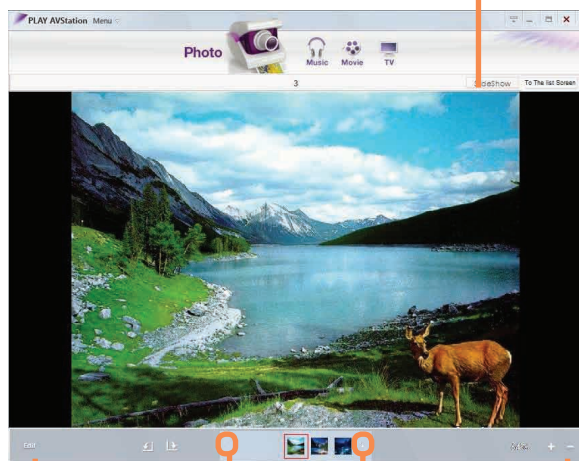 PLAY AVStation Menu
Photo
Music Movie TV
3
SlideShow To The list Screen
Edit